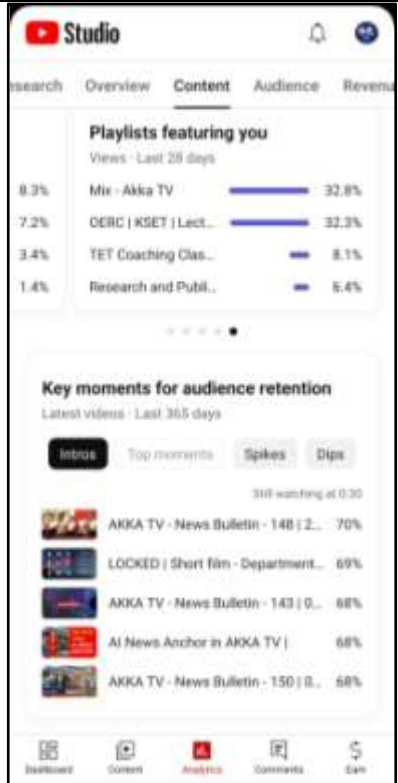 Studio
esearch Overview Content Audience Revenu
Playlists featuring you
Views · Last 28 days
8.3% Mix - Akka TV 32.8%
7.2% OERC | KSET | Lect... 32.3%
3.4% TET Coaching Clas... 8.1%
1.4% Research and Publi... 6.4%
Key moments for audience retention
Latest videos · Last 365 days
Intros Top moments Spikes Dips
Still watching at 0:30
AKKA TV - News Bulletin - 148 | 2... 70%
LOCKED | Short film - Department... 69%
AKKA TV - News Bulletin - 143 | 0... 68%
AI News Anchor in AKKA TV | 68%
AKKA TV - News Bulletin - 150 | 0... 68%
Dashboard Content Analytics Comments Earn